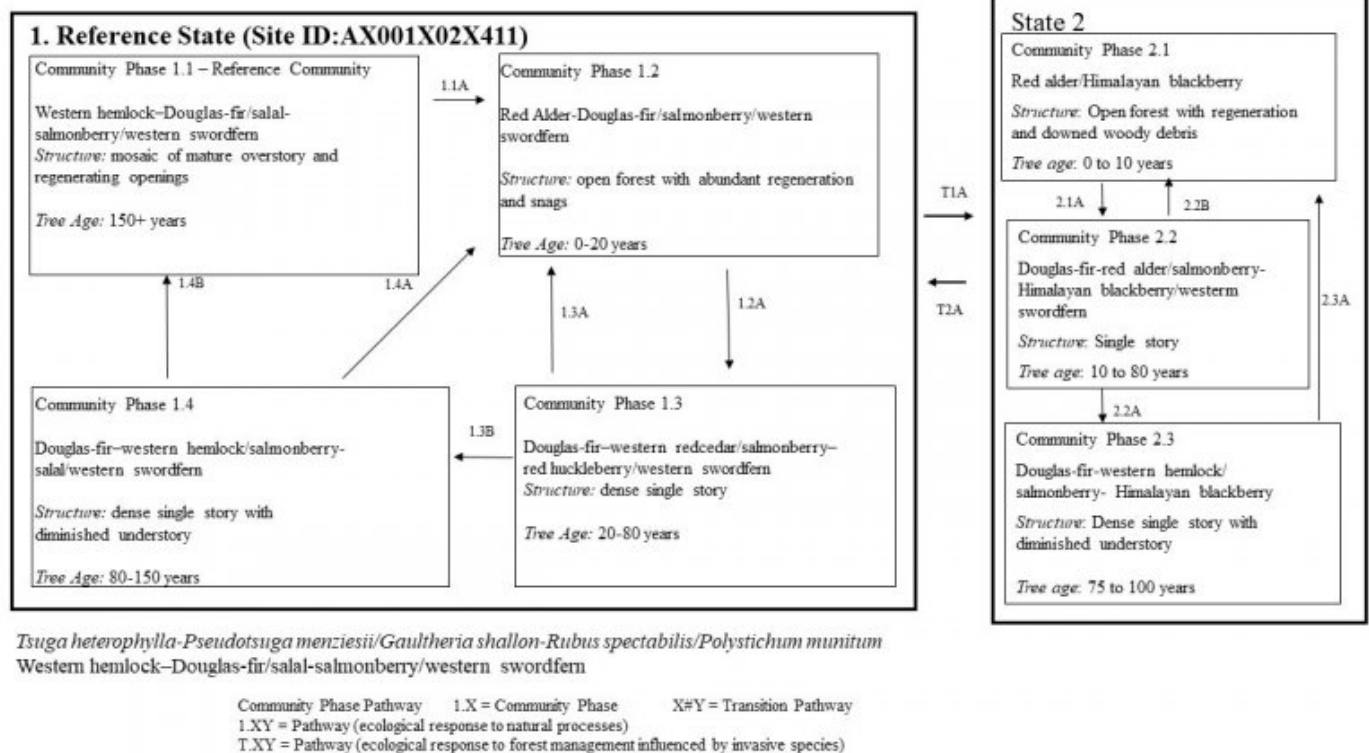 1. Reference State (Site ID:AX001X02X411)
Community Phase 1.1 – Reference Community
Western hemlock–Douglas-fir/salal-
salmonberry/western swordfern
Structure: mosaic of mature overstory and
regenerating openings
Tree Age: 150+ years
1.1A
Community Phase 1.2
Red Alder-Douglas-fir/salmonberry/western
swordfern
Structure: open forest with abundant regeneration
and snags
Tree Age: 0-20 years
1.4B
1.4A
1.3A
1.2A
Community Phase 1.4
Douglas-fir–western hemlock/salmonberry-
salal/western swordfern
Structure: dense single story with
diminished understory
Tree Age: 80-150 years
1.3B
Community Phase 1.3
Douglas-fir–western redcedar/salmonberry–
red huckleberry/western swordfern
Structure: dense single story
Tree Age: 20-80 years
T1A
T2A
State 2
Community Phase 2.1
Red alder/Himalayan blackberry
Structure: Open forest with regeneration
and downed woody debris
Tree age: 0 to 10 years
2.1A
2.2B
Community Phase 2.2
Douglas-fir-red alder/salmonberry-
Himalayan blackberry/westerm
swordfern
Structure: Single story
Tree age: 10 to 80 years
2.3A
2.2A
Community Phase 2.3
Douglas-fir-western hemlock/
salmonberry- Himalayan blackberry
Structure: Dense single story with
diminished understory
Tree age: 75 to 100 years
Tsuga heterophylla-Pseudotsuga menziesii/Gaultheria shallon-Rubus spectabilis/Polystichum munitum
Western hemlock–Douglas-fir/salal-salmonberry/western swordfern
Community Phase Pathway 1.X = Community Phase X#Y = Transition Pathway
1.XY = Pathway (ecological response to natural processes)
T.XY = Pathway (ecological response to forest management influenced by invasive species)